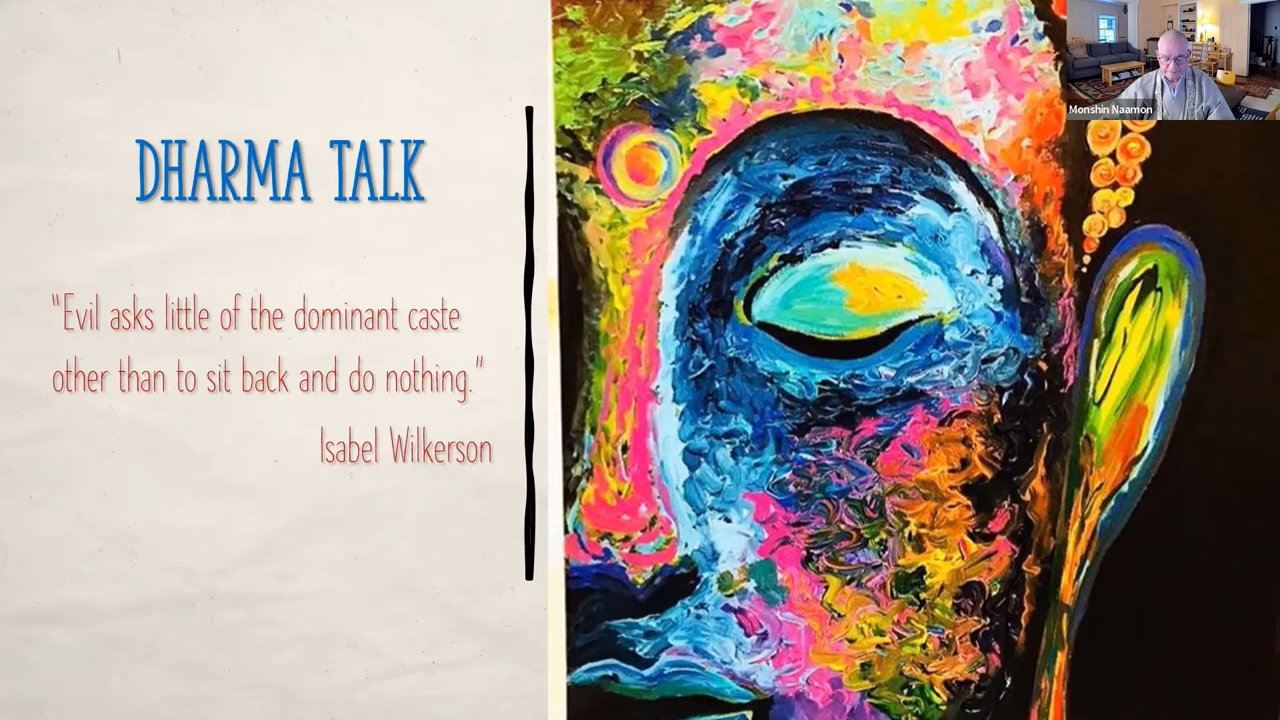 DHARMA TALK
"Evil asks little of the dominant caste
other than to sit back and do nothing."
Isabel Wilkerson
Monshin Naamon